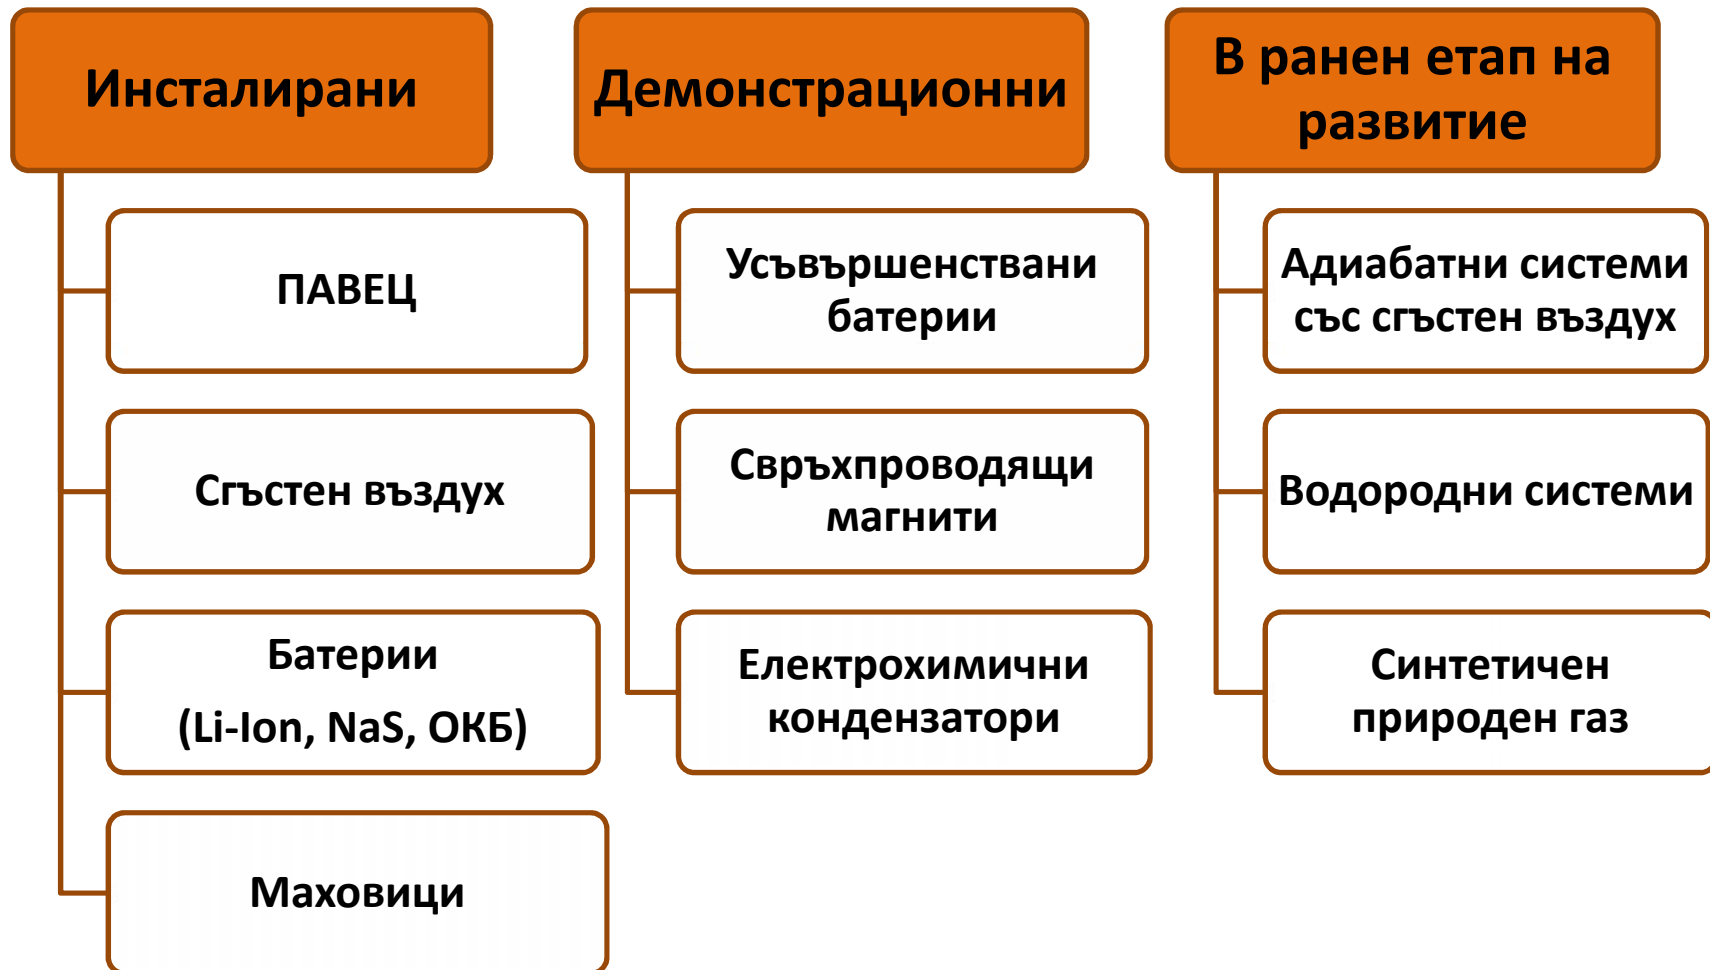 Инсталирани
ПАВЕЦ
Сгъстен въздух
Батерии
(Li-Ion, NaS, ОКБ)
Маховици
Демонстрационни
Усъвършенствани
батерии
Свръхпроводящи
магнити
Електрохимични
кондензатори
В ранен етап на
развитие
Адиабатни системи
със сгъстен въздух
Водородни системи
Синтетичен
природен газ